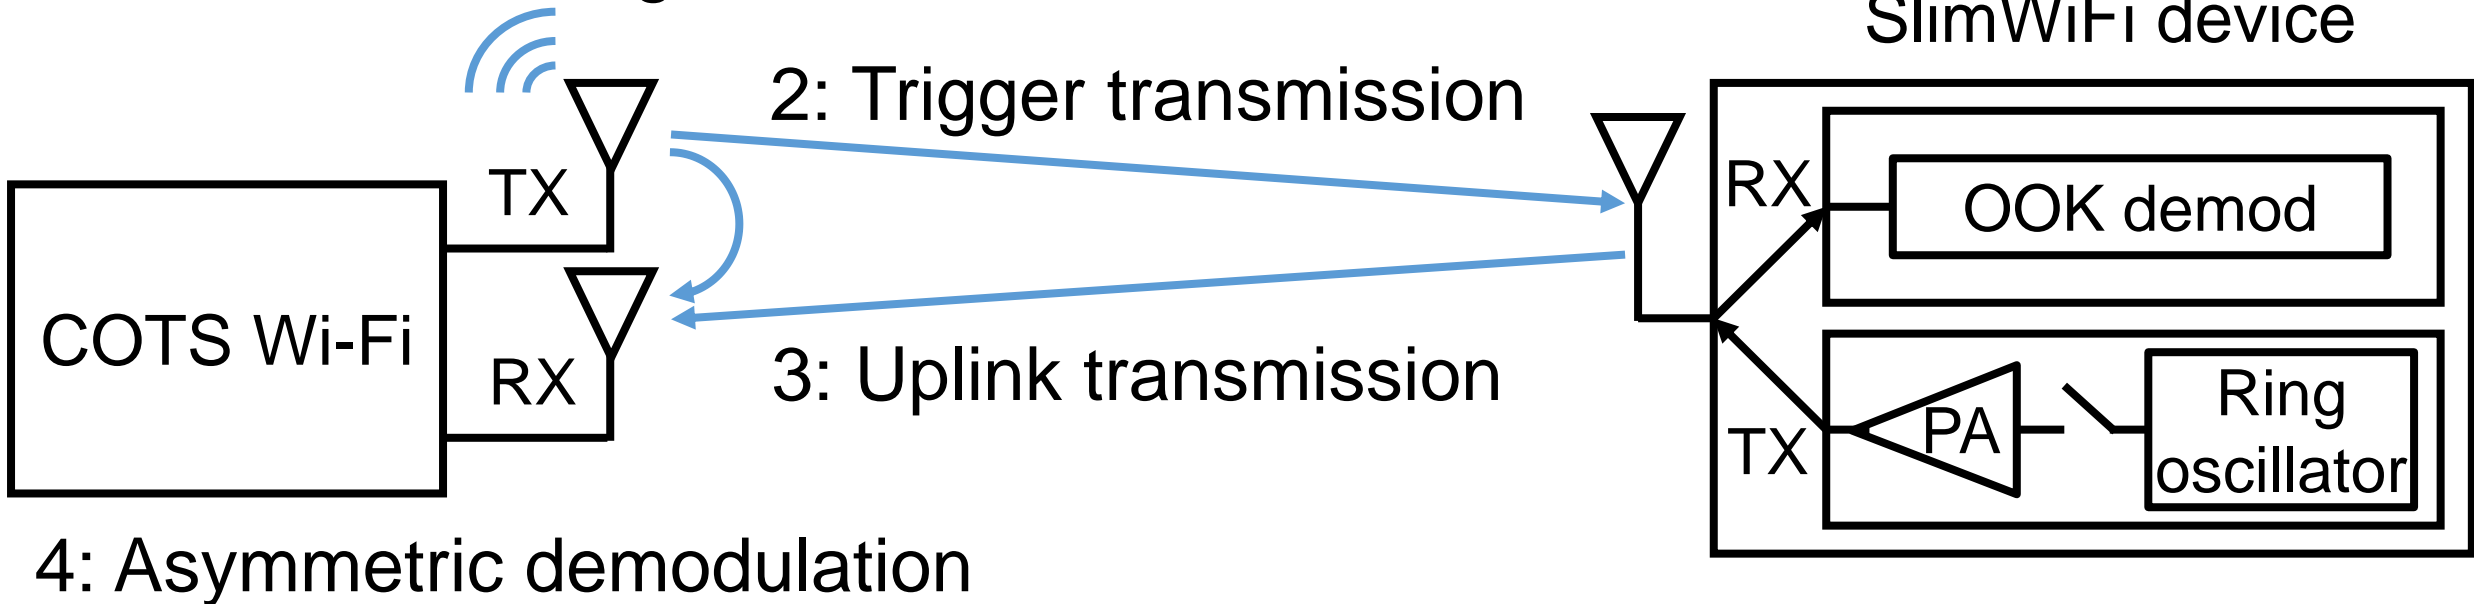 SlimWiFi device
2: Trigger transmission
TX
RX
OOK demod
COTS Wi-Fi
RX
3: Uplink transmission
TX
PA
Ring
oscillator
4: Asymmetric demodulation